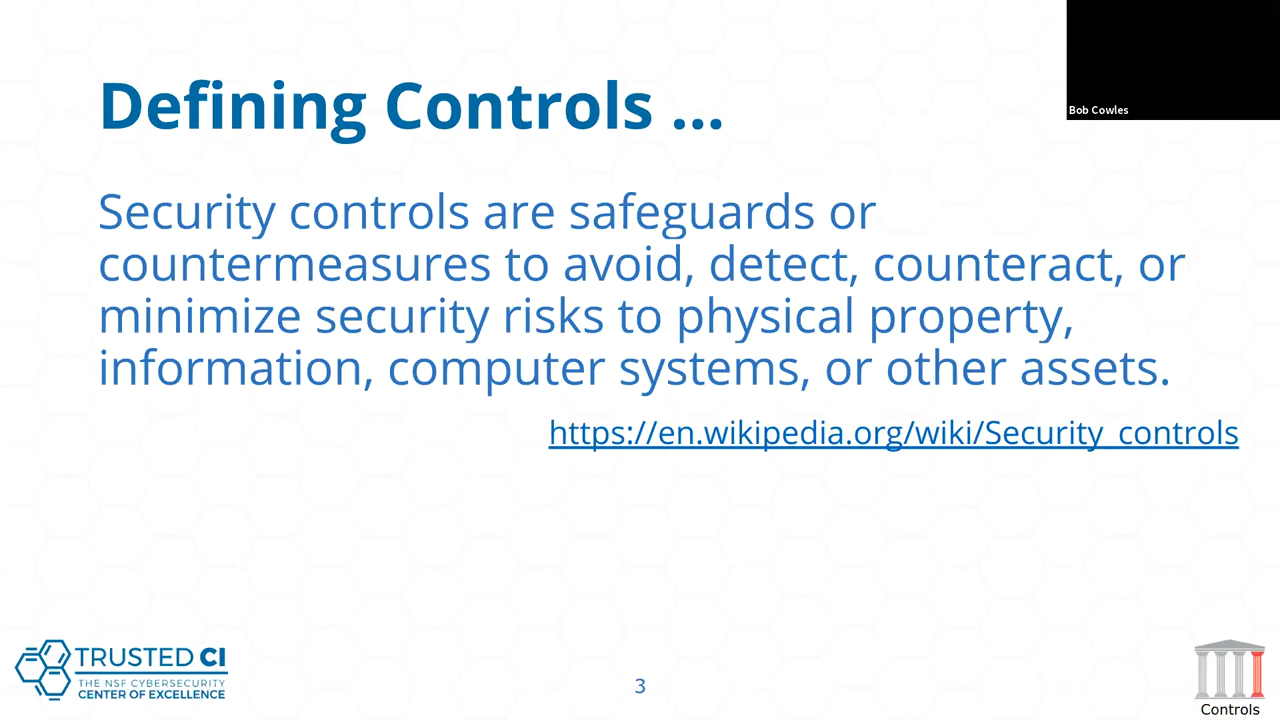 Defining Controls ...
Bob Cowles
Security controls are safeguards or
countermeasures to avoid, detect, counteract, or
minimize security risks to physical property,
information, computer systems, or other assets.
https://en.wikipedia.org/wiki/Security_controls
TRUSTED CI
THE NSF CYBERSECURITY
CENTER OF EXCELLENCE
3
Controls